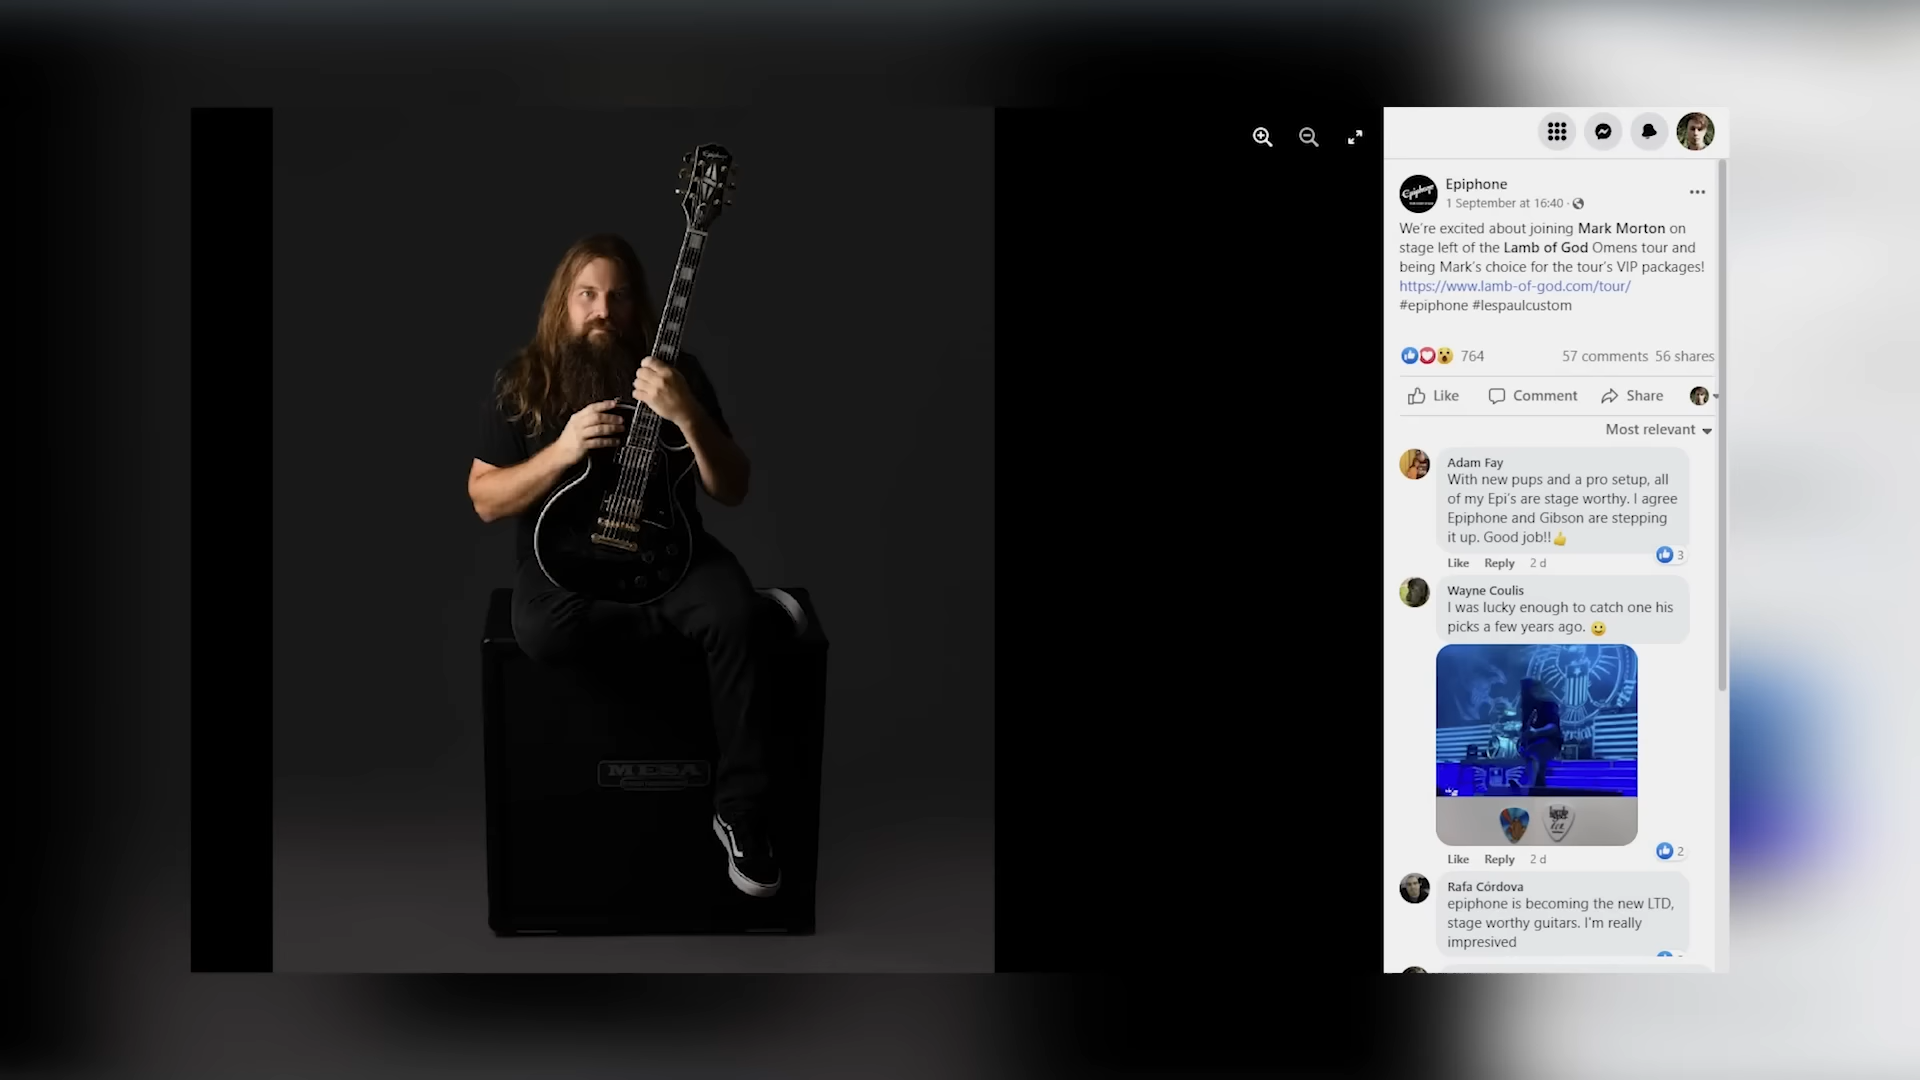 Epiphone
MESA
Epiphone
Epiphone
1 September at 16:40 ·
We're excited about joining Mark Morton on
stage left of the Lamb of God Omens tour and
being Mark's choice for the tour's VIP packages!
https://www.lamb-of-god.com/tour/
#epiphone #lespaulcustom
764 57 comments 56 shares
Like Comment Share
Most relevant
Adam Fay
With new pups and a pro setup, all
of my Epi's are stage worthy. I agree
Epiphone and Gibson are stepping
it up. Good job!!👍
3
Like Reply 2 d
Wayne Coulis
I was lucky enough to catch one his
picks a few years ago. 🙂
Like Reply 2 d
2
Rafa Córdova
epiphone is becoming the new LTD,
stage worthy guitars. I'm really
impresived